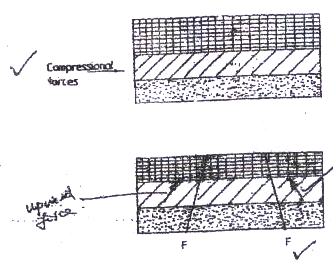 Compressional
forces
upward
force
F
F